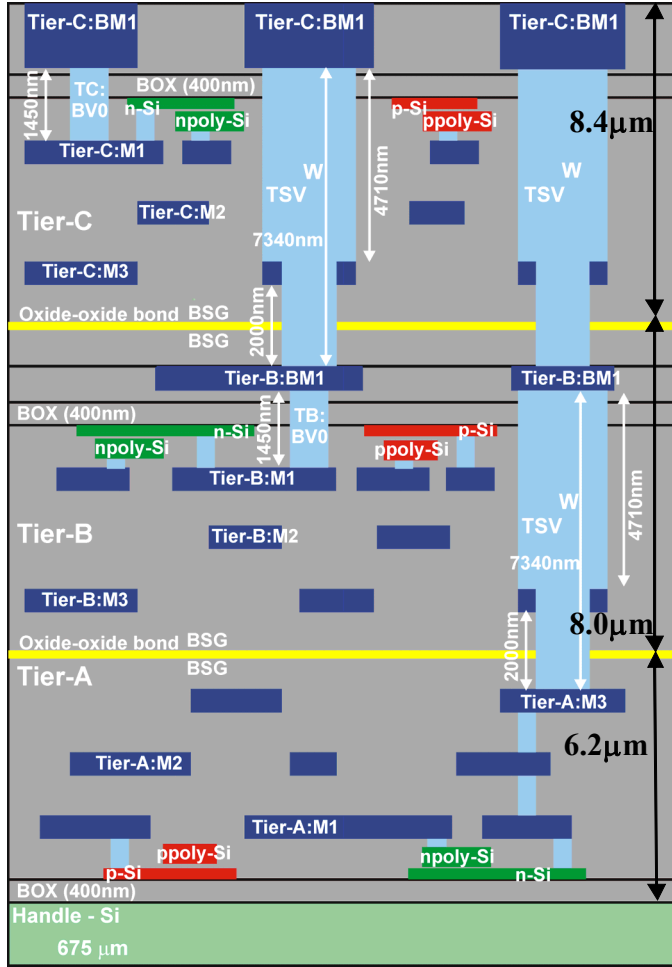 Tier-C:BM1
Tier-C:BM1
Tier-C:BM1
1450nm
TC:
BV0
BOX (400nm)
n-Si
npoly-Si
p-Si
ppoly-Si
8.4μm
Tier-C:M1
W
TSV
4710nm
W
TSV
Tier-C
Tier-C:M2
7340nm
Tier-C:M3
2000nm
Oxide-oxide bond
BSG
BSG
Tier-B:BM1
Tier-B:BM1
BOX (400nm)
1450nm
TB:
BV0
n-Si
npoly-Si
p-Si
ppoly-Si
Tier-B:M1
4710nm
W
TSV
Tier-B
Tier-B:M2
7340nm
Tier-B:M3
8.0μm
2000nm
Oxide-oxide bond
BSG
BSG
Tier-A
Tier-A:M3
6.2μm
Tier-A:M2
Tier-A:M1
ppoly-Si
p-Si
npoly-Si
n-Si
BOX (400nm)
Handle - Si
675 μm